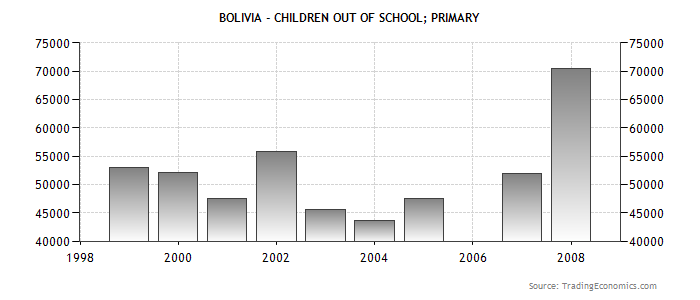 BOLIVIA - CHILDREN OUT OF SCHOOL; PRIMARY
75000 75000
70000 70000
65000 65000
60000 60000
55000 55000
50000 50000
45000 45000
40000 40000
1998 2000 2002 2004 2006 2008
Source: TradingEconomics.com